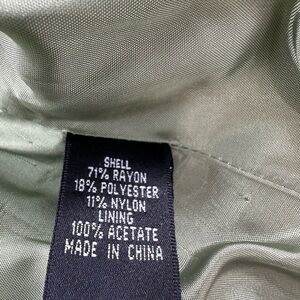 SHELL
71% RAYON
18% POLYESTER
11% NYLON
LINING
100% ACETATE
MADE IN CHINA